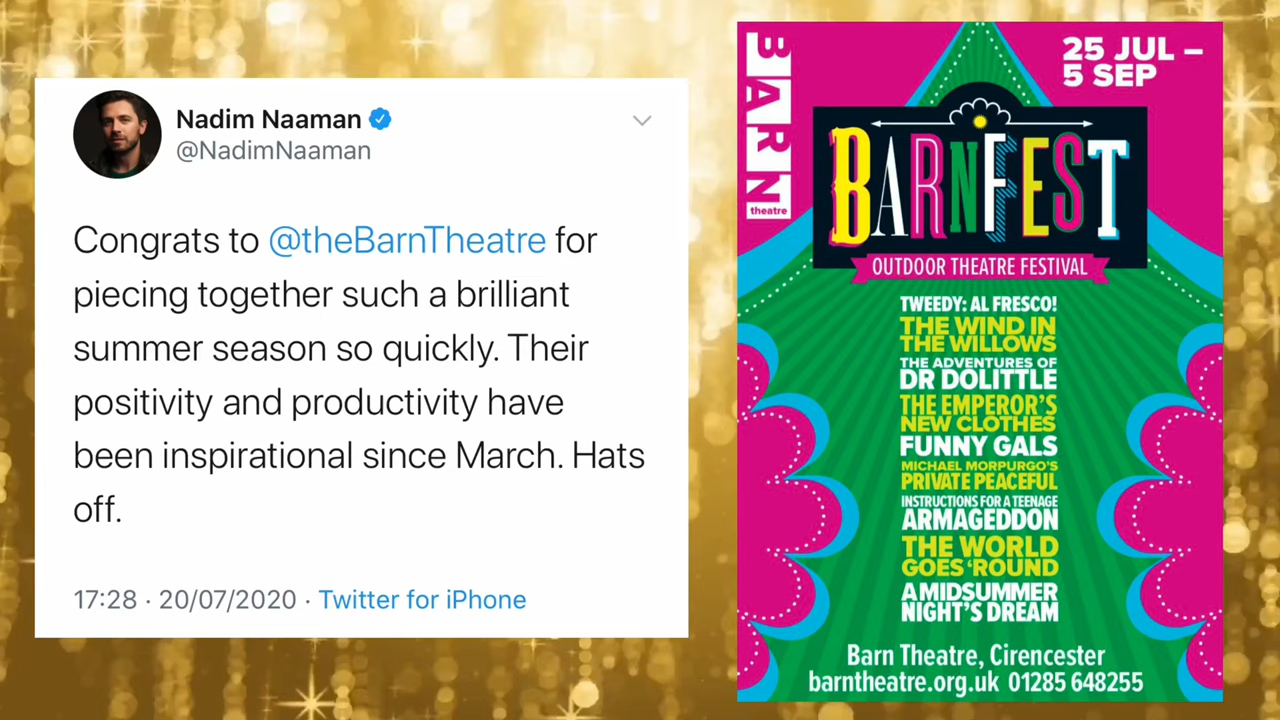 Nadim Naaman
@NadimNaaman
Congrats to @theBarnTheatre for
piecing together such a brilliant
summer season so quickly. Their
positivity and productivity have
been inspirational since March. Hats
off.
17:28 · 20/07/2020 · Twitter for iPhone
BARN
theatre
25 JUL –
5 SEP
BARNFEST
OUTDOOR THEATRE FESTIVAL
TWEEDY: AL FRESCO!
THE WIND IN
THE WILLOWS
THE ADVENTURES OF
DR DOLITTLE
THE EMPEROR'S
NEW CLOTHES
FUNNY GALS
MICHAEL MORPURGO'S
PRIVATE PEACEFUL
INSTRUCTIONS FOR A TEENAGE
ARMAGEDDON
THE WORLD
GOES 'ROUND
A MIDSUMMER
NIGHT'S DREAM
Barn Theatre, Cirencester
barntheatre.org.uk 01285 648255